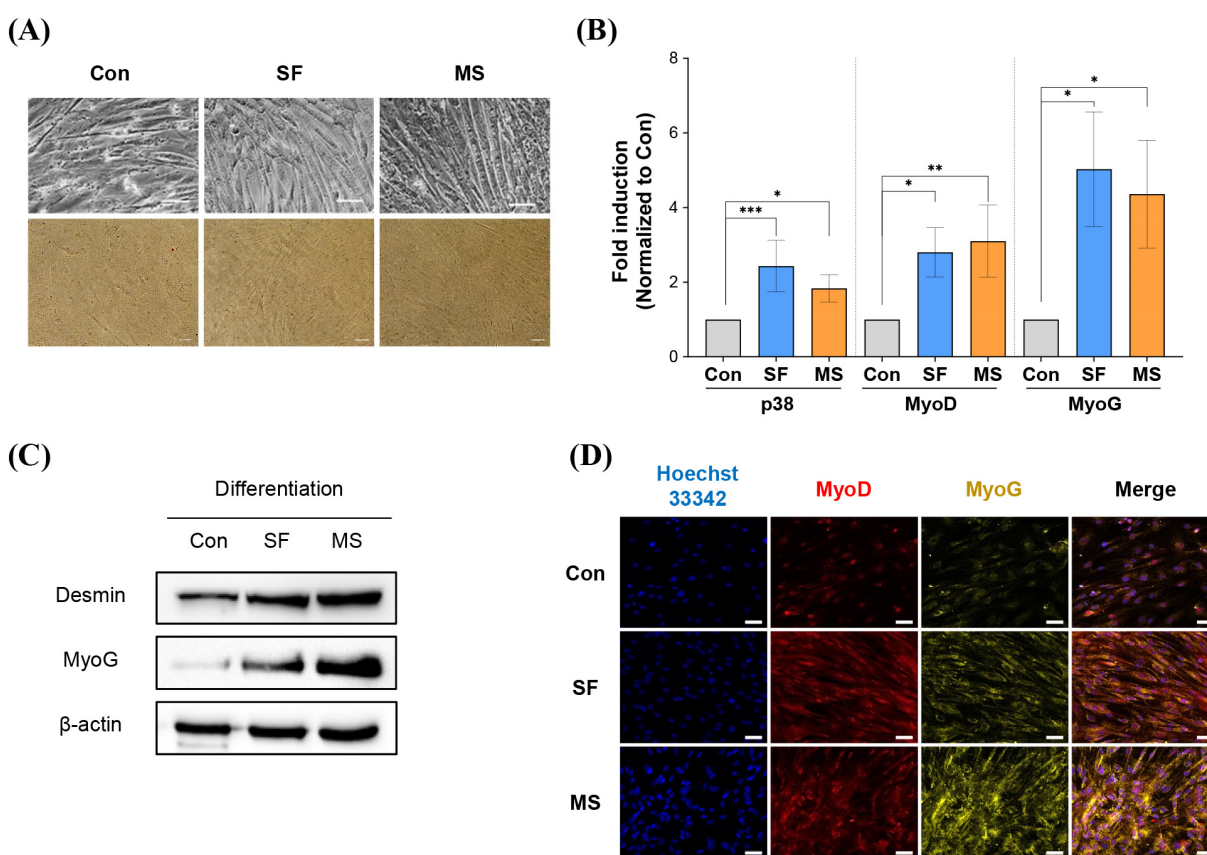 (A)
Con SF MS
(B)
Fold induction
(Normalized to Con)
8
6
4
2
0
***
*
*
**
*
*
Con SF MS Con SF MS Con SF MS
p38 MyoD MyoG
(C)
Differentiation
Con SF MS
Desmin
MyoG
β-actin
(D)
Hoechst
33342
MyoD MyoG Merge
Con
SF
MS